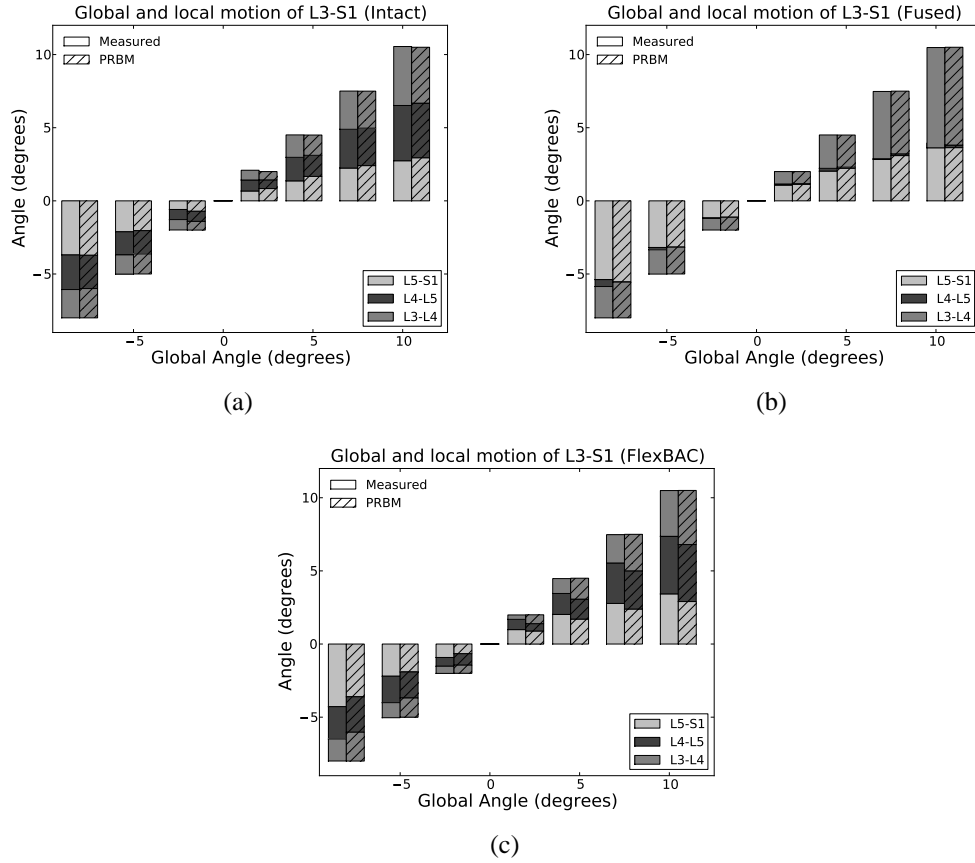 Global and local motion of L3-S1 (Intact)
Measured
PRBM
10
5
0
−5
Angle (degrees)
L5-S1
L4-L5
L3-L4
−5 0 5 10
Global Angle (degrees)
(a)
Global and local motion of L3-S1 (Fused)
Measured
PRBM
10
5
0
−5
Angle (degrees)
L5-S1
L4-L5
L3-L4
−5 0 5 10
Global Angle (degrees)
(b)
Global and local motion of L3-S1 (FlexBAC)
Measured
PRBM
10
5
0
−5
Angle (degrees)
L5-S1
L4-L5
L3-L4
−5 0 5 10
Global Angle (degrees)
(c)